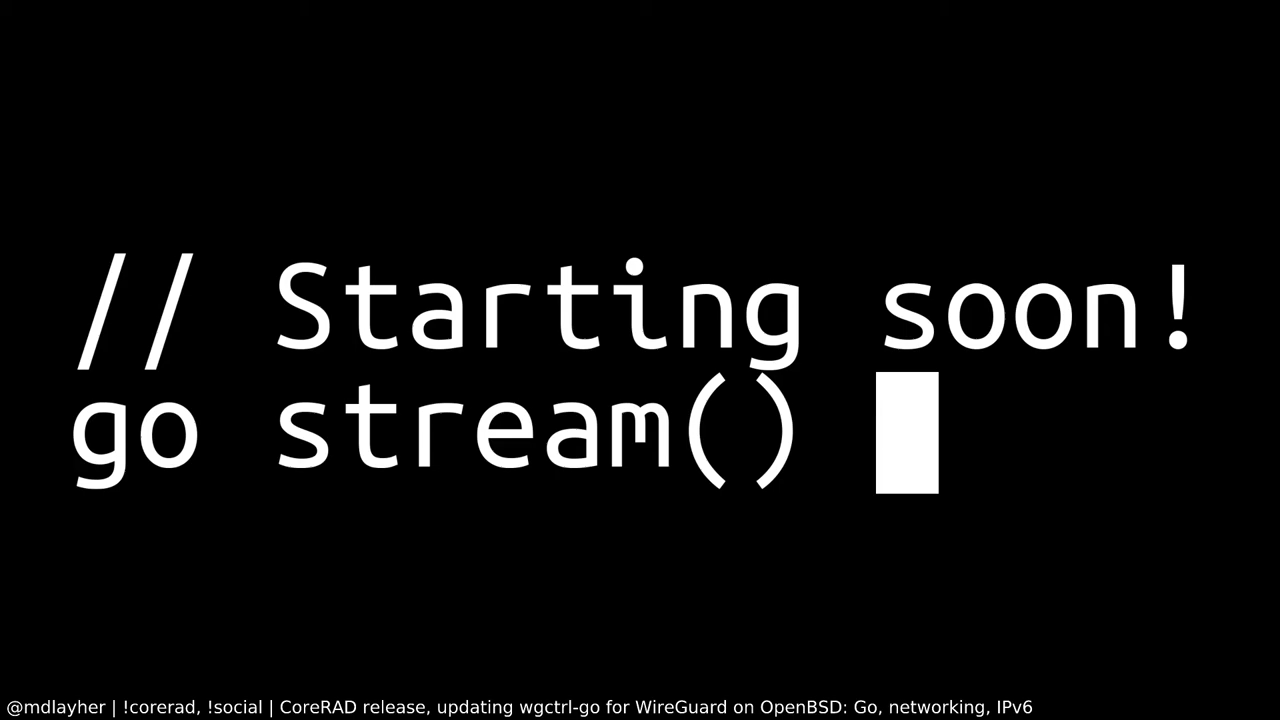 // Starting soon!
go stream()
@mdlayher | !corerad, !social | CoreRAD release, updating wgctrl-go for WireGuard on OpenBSD: Go, networking, IPv6